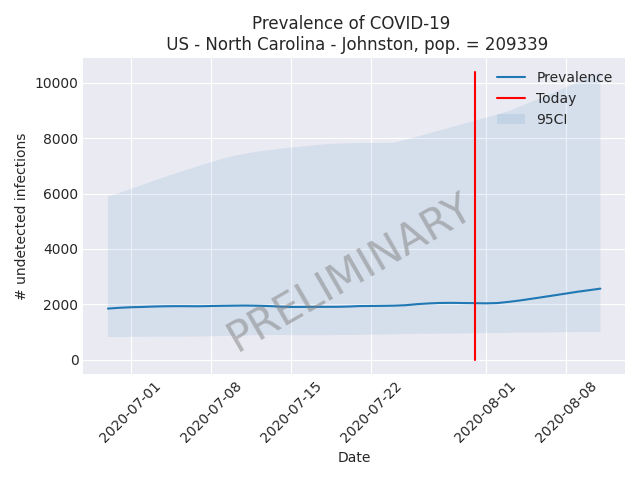 Prevalence of COVID-19
US - North Carolina - Johnston, pop. = 209339
10000
8000
6000
4000
2000
0
# undetected infections
Prevalence
Today
95CI
PRELIMINARY
2020-07-01
2020-07-08
2020-07-15
2020-07-22
2020-08-01
2020-08-08
Date